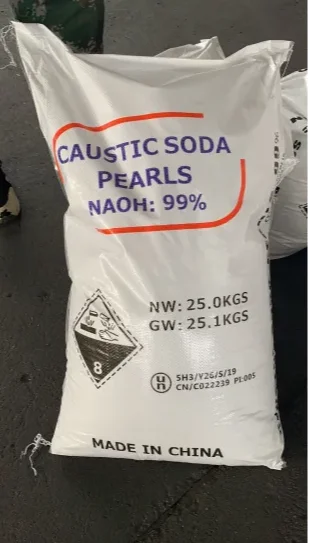 CAUSTIC SODA
PEARLS
NAOH: 99%
NW: 25.0KGS
GW: 25.1KGS
8
un
5H3/Y26/S/19
CN/C022239 PI:005
MADE IN CHINA